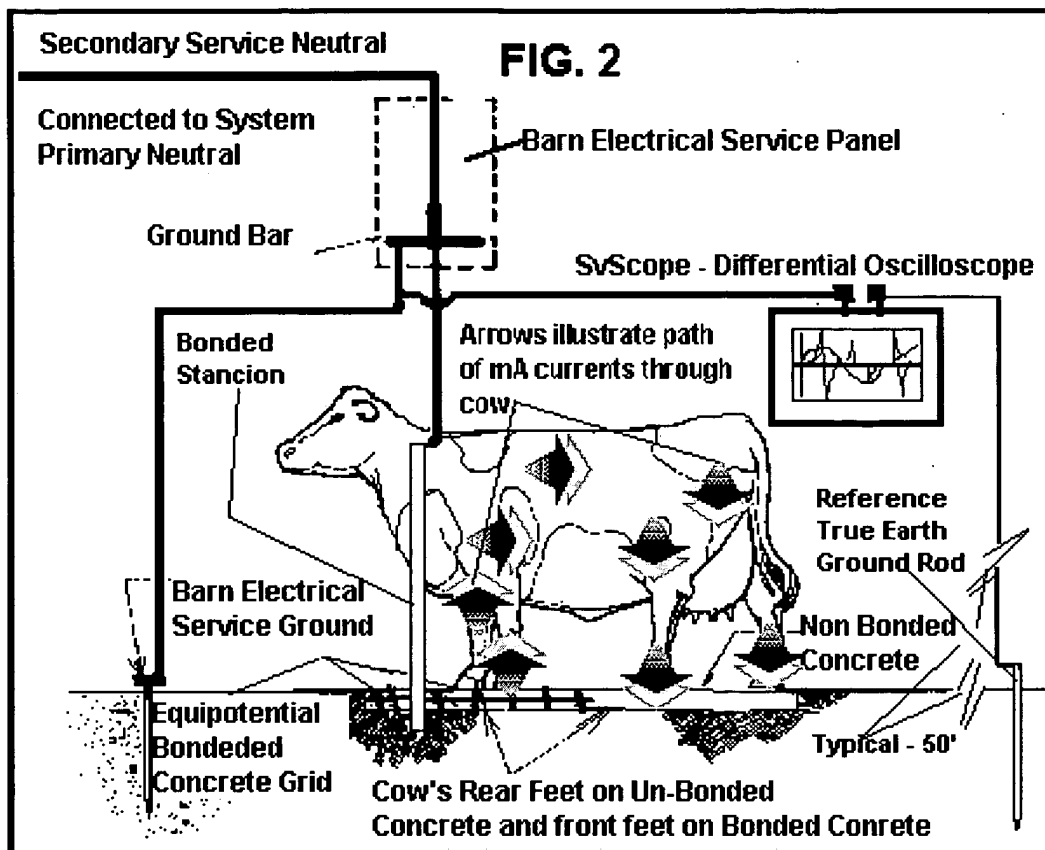 Secondary Service Neutral
FIG. 2
Connected to System
Primary Neutral
Barn Electrical Service Panel
Ground Bar
SvScope - Differential Oscilloscope
Bonded
Stancion
Arrows illustrate path
of mA currents through
cow
Reference
True Earth
Ground Rod
Barn Electrical
Service Ground
Non Bonded
Concrete
Equipotential
Bondeded
Concrete Grid
Typical - 50'
Cow's Rear Feet on Un-Bonded
Concrete and front feet on Bonded Conrete